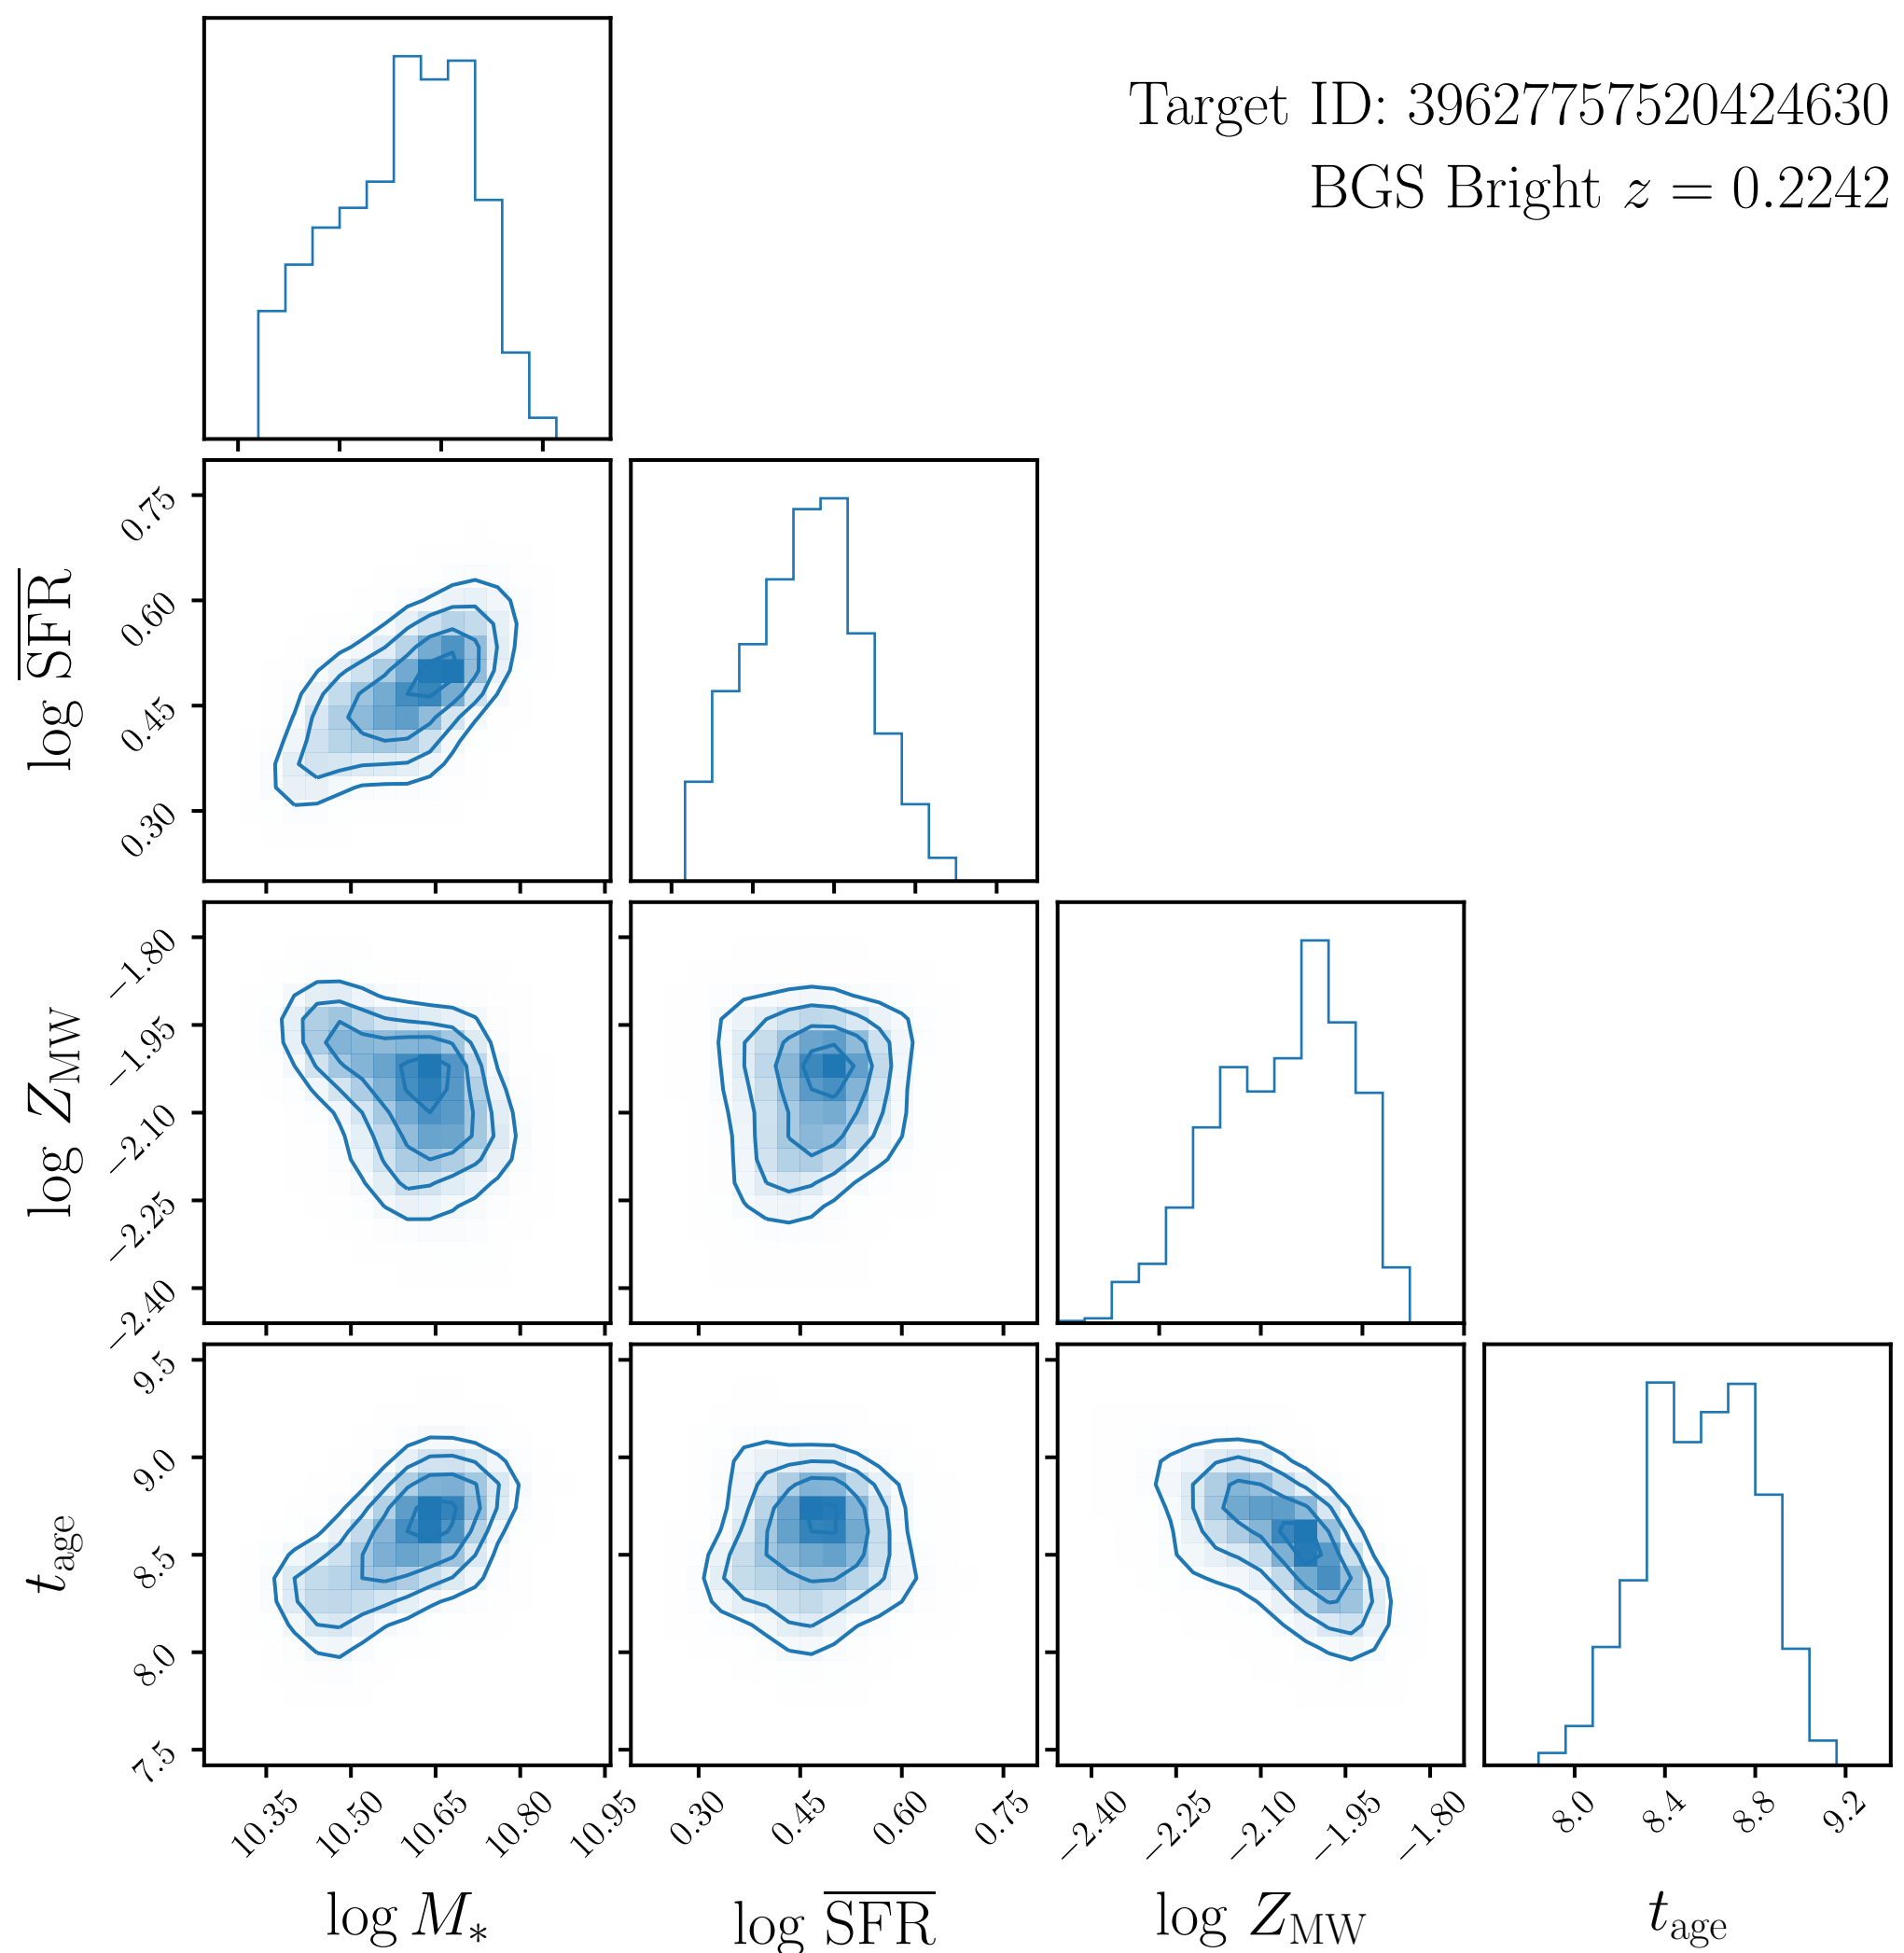 Target ID: 39627757520424630
BGS Bright z = 0.2242
0.75
0.60
0.45
0.30
log SFR
−1.80
−1.95
−2.10
−2.25
−2.40
log Z_MW
9.5
9.0
8.5
8.0
7.5
t_age
10.35 10.50 10.65 10.80 10.95 0.30 0.45 0.60 0.75 −2.40 −2.25 −2.10 −1.95 −1.80 8.0 8.4 8.8 9.2
log M_* log SFR log Z_MW t_age